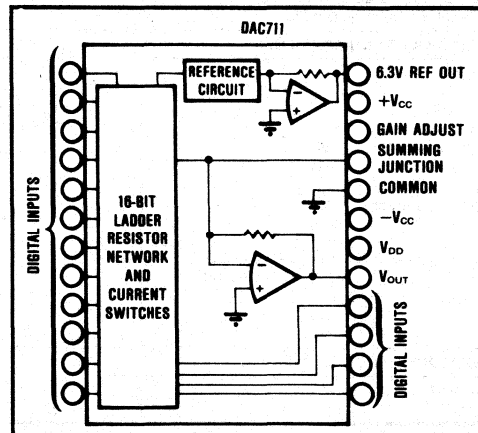 DAC711
REFERENCE
CIRCUIT
6.3V REF OUT
+VCC
GAIN ADJUST
SUMMING
JUNCTION
COMMON
-VCC
VDD
VOUT
16-BIT
LADDER
RESISTOR
NETWORK
AND
CURRENT
SWITCHES
DIGITAL INPUTS
DIGITAL INPUTS
-
+
-
+